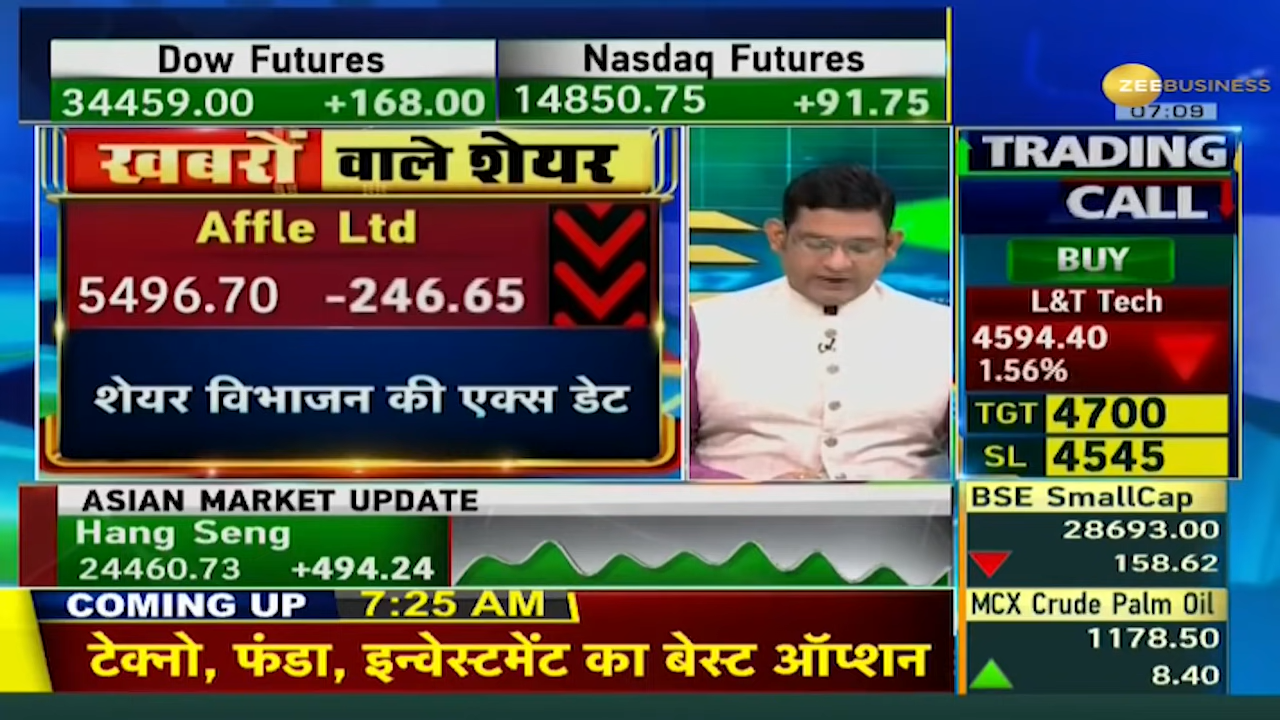 Dow Futures
34459.00 +168.00
Nasdaq Futures
14850.75 +91.75
ZEEBUSINESS
07:09
खबरों वाले शेयर
Affle Ltd
5496.70 -246.65
शेयर विभाजन की एक्स डेट
TRADING
CALL
BUY
L&T Tech
4594.40
1.56%
TGT 4700
SL 4545
ASIAN MARKET UPDATE
Hang Seng
24460.73 +494.24
BSE SmallCap
28693.00
158.62
MCX Crude Palm Oil
1178.50
8.40
COMING UP 7:25 AM
टेक्नो, फंडा, इन्वेस्टमेंट का बेस्ट ऑप्शन